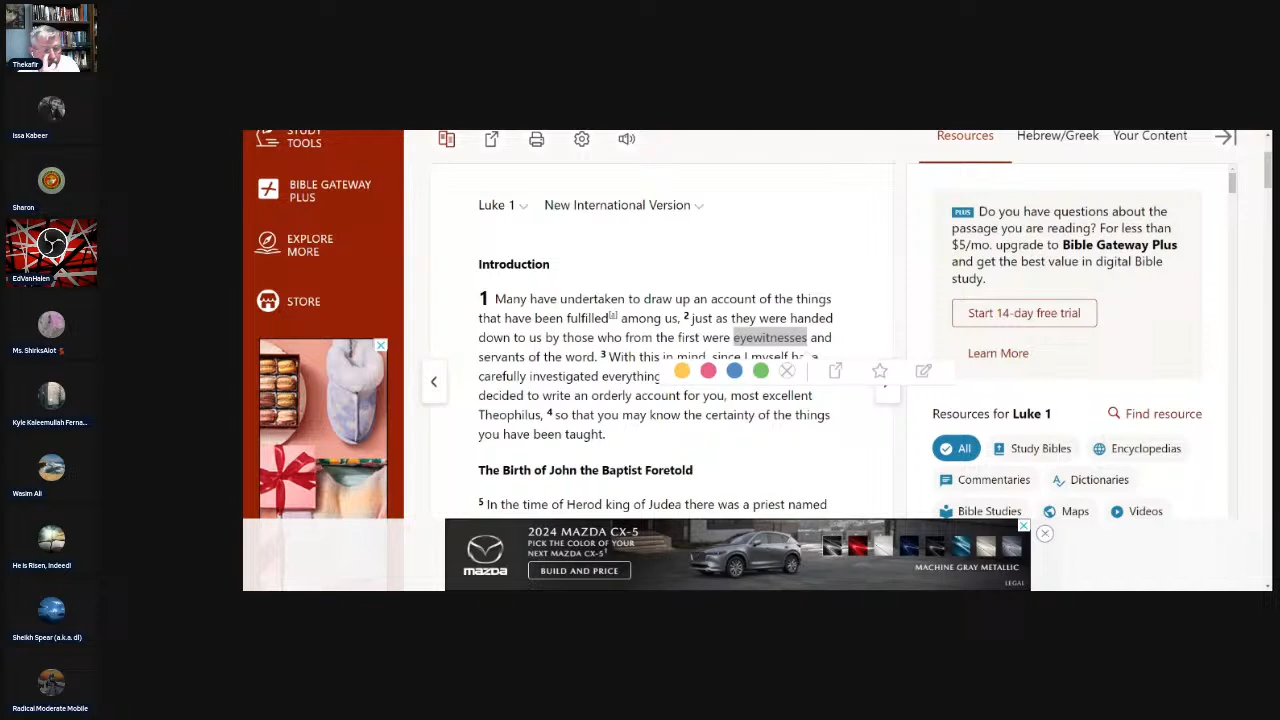 Thekafir
Issa Kabeer
Sharon
EdVanHalen
Ms. ShirksAlot
Kyle Kaleemullah Ferna...
Wasim Ali
He is Risen, Indeed!
Sheikh Spear (a.k.a. dl)
Radical Moderate Mobile
STUDY
TOOLS
BIBLE GATEWAY
PLUS
EXPLORE
MORE
STORE
Luke 1
New International Version
Introduction
1 Many have undertaken to draw up an account of the things
that have been fulfilled[a] among us, 2 just as they were handed
down to us by those who from the first were eyewitnesses and
servants of the word. 3 With this in mind, since I myself have
carefully investigated everything
decided to write an orderly account for you, most excellent
Theophilus, 4 so that you may know the certainty of the things
you have been taught.
The Birth of John the Baptist Foretold
5 In the time of Herod king of Judea there was a priest named
Resources
Hebrew/Greek
Your Content
PLUS Do you have questions about the
passage you are reading? For less than
$5/mo. upgrade to Bible Gateway Plus
and get the best value in digital Bible
study.
Start 14-day free trial
Learn More
Resources for Luke 1
Find resource
All
Study Bibles
Encyclopedias
Commentaries
Dictionaries
Bible Studies
Maps
Videos
mazda
2024 MAZDA CX-5
PICK THE COLOR OF YOUR
NEXT MAZDA CX-5¹
BUILD AND PRICE
MACHINE GRAY METALLIC
LEGAL